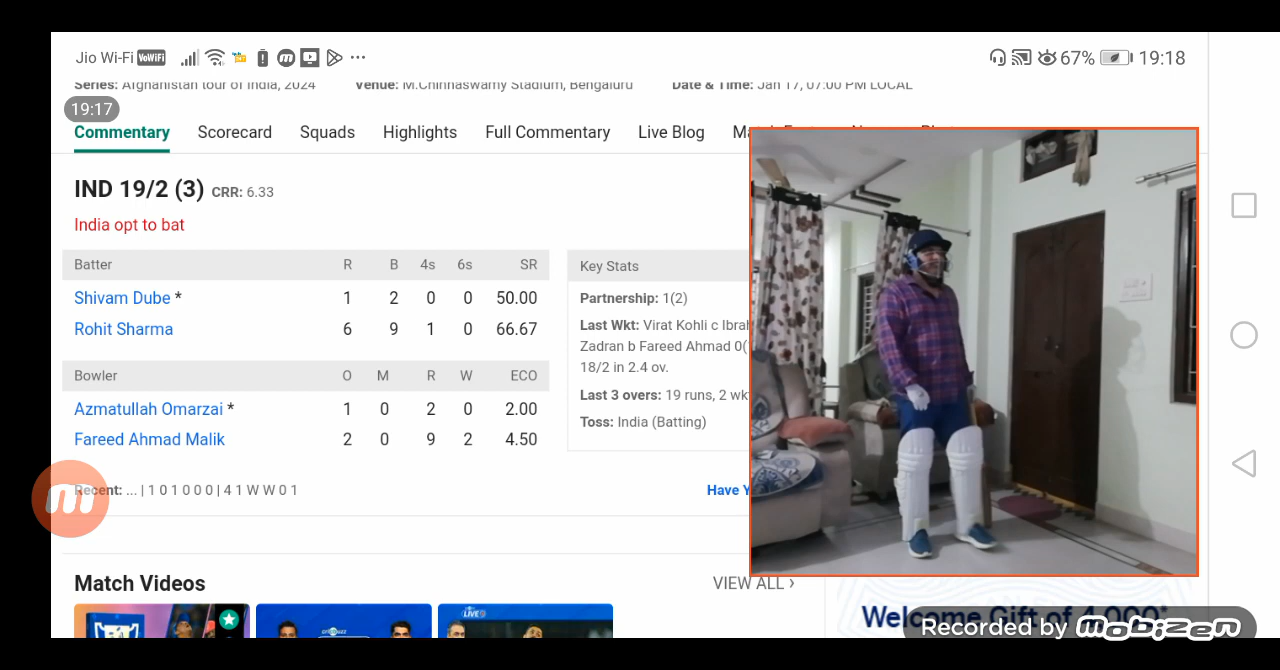 Jio Wi-Fi VoWiFi 67% 19:18
Series: Afghanistan tour of India, 2024 Venue: M.Chinnaswamy Stadium, Bengaluru Date & Time: Jan 17, 07:00 PM LOCAL
19:17
Commentary Scorecard Squads Highlights Full Commentary Live Blog
IND 19/2 (3) CRR: 6.33
India opt to bat
Batter R B 4s 6s SR
Shivam Dube * 1 2 0 0 50.00
Rohit Sharma 6 9 1 0 66.67
Bowler O M R W ECO
Azmatullah Omarzai * 1 0 2 0 2.00
Fareed Ahmad Malik 2 0 9 2 4.50
Key Stats
Partnership: 1(2)
Last Wkt: Virat Kohli c
Zadran b Fareed Ahmad
18/2 in 2.4 ov.
Last 3 overs: 19 runs, 2
Toss: India (Batting)
Recent: ... | 1 0 1 0 0 0 | 4 1 W W 0 1
Have
Match Videos
VIEW ALL ›
LIVE
Welcome Gift of 4,000*
Recorded by mobizen